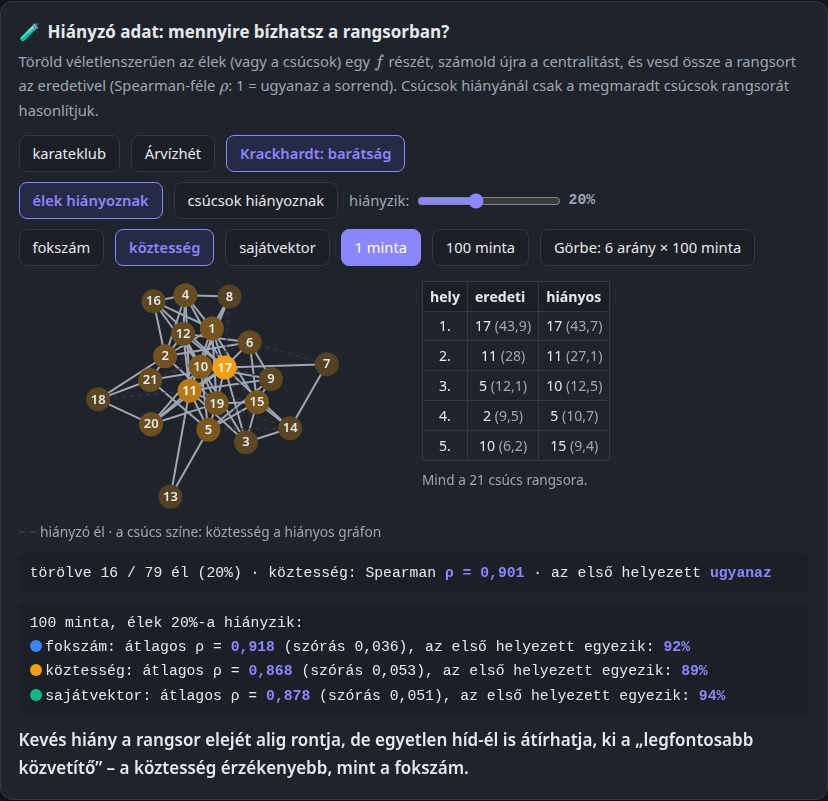 🧪 Hiányzó adat: mennyire bízhatsz a rangsorban?
Töröld véletlenszerűen az élek (vagy a csúcsok) egy f részét, számold újra a centralitást, és vesd össze a rangsort
az eredetivel (Spearman-féle ρ: 1 = ugyanaz a sorrend). Csúcsok hiányánál csak a megmaradt csúcsok rangsorát
hasonlítjuk.
karateklub Árvízhét Krackhardt: barátság
élek hiányoznak csúcsok hiányoznak hiányzik: 20%
fokszám köztesség sajátvektor 1 minta 100 minta Görbe: 6 arány × 100 minta
16 4 8
12 1
2 6
21 10 17 7
9
18 11 19 15
20 5 3 14
13
hely eredeti hiányos
1. 17 (43,9) 17 (43,7)
2. 11 (28) 11 (27,1)
3. 5 (12,1) 10 (12,5)
4. 2 (9,5) 5 (10,7)
5. 10 (6,2) 15 (9,4)
Mind a 21 csúcs rangsora.
hiányzó él · a csúcs színe: köztesség a hiányos gráfon
törölve 16 / 79 él (20%) · köztesség: Spearman ρ = 0,901 · az első helyezett ugyanaz
100 minta, élek 20%-a hiányzik:
fokszám: átlagos ρ = 0,918 (szórás 0,036), az első helyezett egyezik: 92%
köztesség: átlagos ρ = 0,868 (szórás 0,053), az első helyezett egyezik: 89%
sajátvektor: átlagos ρ = 0,878 (szórás 0,051), az első helyezett egyezik: 94%
Kevés hiány a rangsor elejét alig rontja, de egyetlen híd-él is átírhatja, ki a „legfontosabb
közvetítő” – a köztesség érzékenyebb, mint a fokszám.